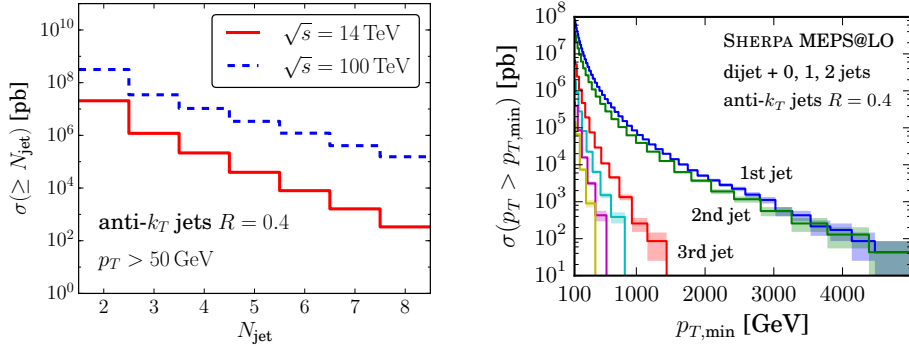 σ(≥ N_jet) [pb]
10^10
10^8
10^6
10^4
10^2
10^0
√s = 14 TeV
√s = 100 TeV
anti-k_T jets R = 0.4
p_T > 50 GeV
2 3 4 5 6 7 8
N_jet
σ(p_T > p_T,min) [pb]
10^8
10^7
10^6
10^5
10^4
10^3
10^2
10^1
SHERPA MEPS@LO
dijet + 0, 1, 2 jets
anti-k_T jets R = 0.4
1st jet
2nd jet
3rd jet
100 1000 2000 3000 4000
p_T,min [GeV]